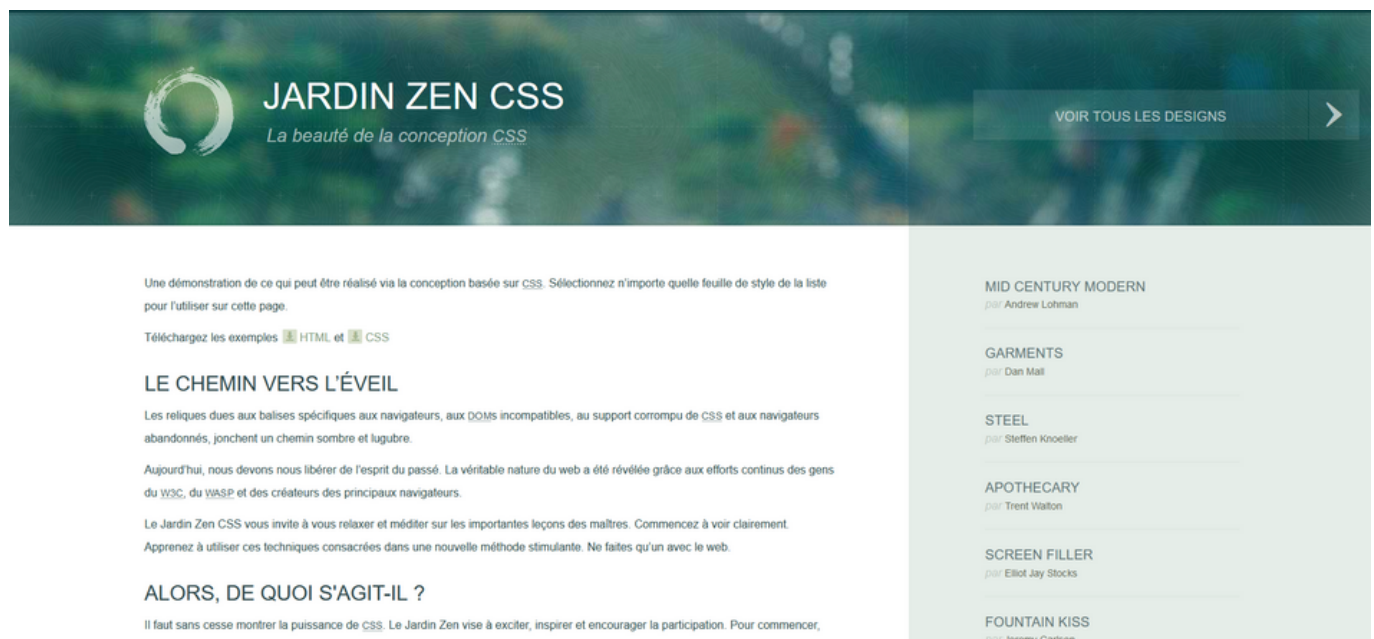 JARDIN ZEN CSS
La beauté de la conception CSS
VOIR TOUS LES DESIGNS
Une démonstration de ce qui peut être réalisé via la conception basée sur CSS. Sélectionnez n'importe quelle feuille de style de la liste
pour l'utiliser sur cette page.
Téléchargez les exemples HTML et CSS
LE CHEMIN VERS L'ÉVEIL
Les reliques dues aux balises spécifiques aux navigateurs, aux DOMs incompatibles, au support corrompu de CSS et aux navigateurs
abandonnés, jonchent un chemin sombre et lugubre.
Aujourd'hui, nous devons nous libérer de l'esprit du passé. La véritable nature du web a été révélée grâce aux efforts continus des gens
du W3C, du WASP et des créateurs des principaux navigateurs.
Le Jardin Zen CSS vous invite à vous relaxer et méditer sur les importantes leçons des maîtres. Commencez à voir clairement.
Apprenez à utiliser ces techniques consacrées dans une nouvelle méthode stimulante. Ne faites qu'un avec le web.
ALORS, DE QUOI S'AGIT-IL ?
Il faut sans cesse montrer la puissance de CSS. Le Jardin Zen vise à exciter, inspirer et encourager la participation. Pour commencer,
MID CENTURY MODERN
par Andrew Lohman
GARMENTS
par Dan Mall
STEEL
par Steffen Knoeller
APOTHECARY
par Trent Walton
SCREEN FILLER
par Elliot Jay Stocks
FOUNTAIN KISS